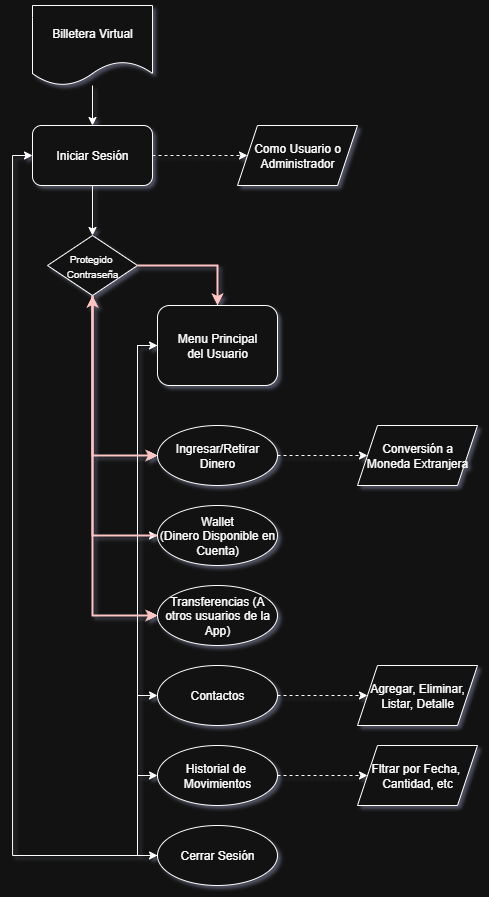 Billetera Virtual
Iniciar Sesión
Como Usuario o
Administrador
Protegido
Contraseña
Menu Principal
del Usuario
Ingresar/Retirar
Dinero
Conversión a
Moneda Extranjera
Wallet
(Dinero Disponible en
Cuenta)
Transferencias (A
otros usuarios de la
App)
Contactos
Agregar, Eliminar,
Listar, Detalle
Historial de
Movimientos
FItrar por Fecha,
Cantidad, etc
Cerrar Sesión